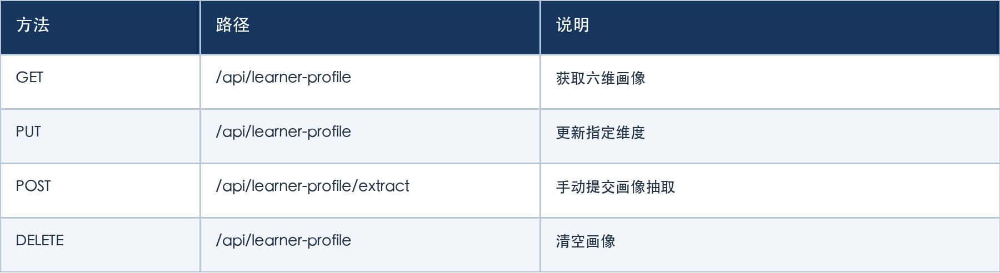 方法 路径 说明
GET /api/learner-profile 获取六维画像
PUT /api/learner-profile 更新指定维度
POST /api/learner-profile/extract 手动提交画像抽取
DELETE /api/learner-profile 清空画像